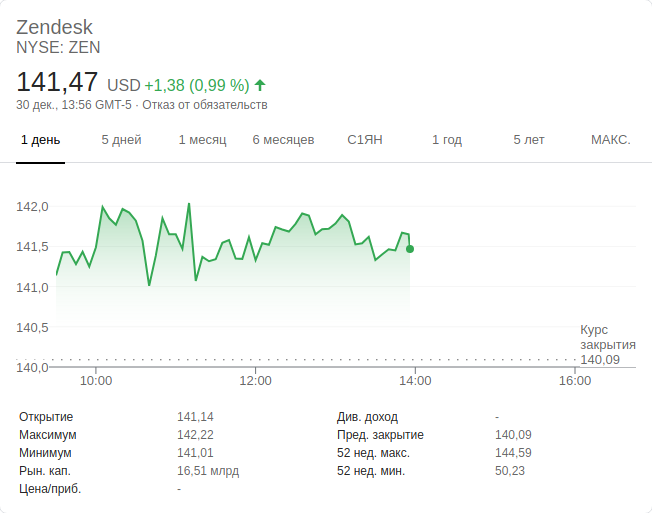 Zendesk
NYSE: ZEN
141,47 USD +1,38 (0,99 %)
30 дек., 13:56 GMT-5 · Отказ от обязательств
1 день 5 дней 1 месяц 6 месяцев С1ЯН 1 год 5 лет МАКС.
142,0
141,5
141,0
140,5
Курс
закрытия
140,09
140,0
10:00 12:00 14:00 16:00
Открытие 141,14 Див. доход -
Максимум 142,22 Пред. закрытие 140,09
Минимум 141,01 52 нед. макс. 144,59
Рын. кап. 16,51 млрд 52 нед. мин. 50,23
Цена/приб. -